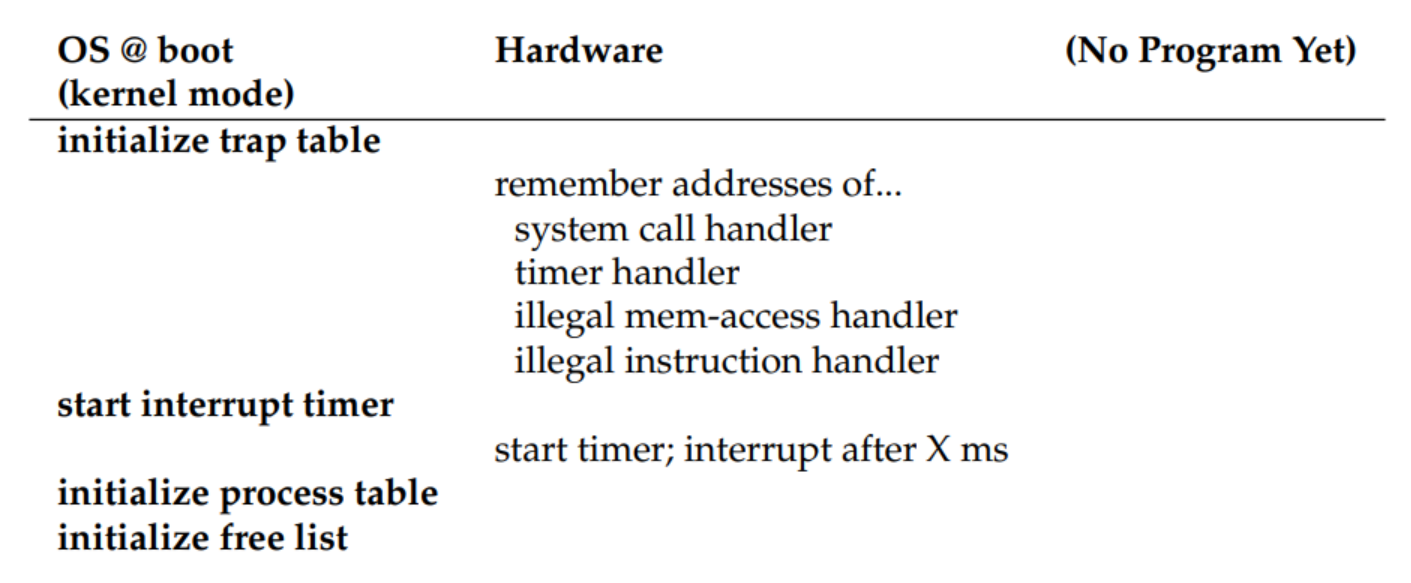 OS @ boot Hardware (No Program Yet)
(kernel mode)
initialize trap table
remember addresses of...
system call handler
timer handler
illegal mem-access handler
illegal instruction handler
start interrupt timer
start timer; interrupt after X ms
initialize process table
initialize free list